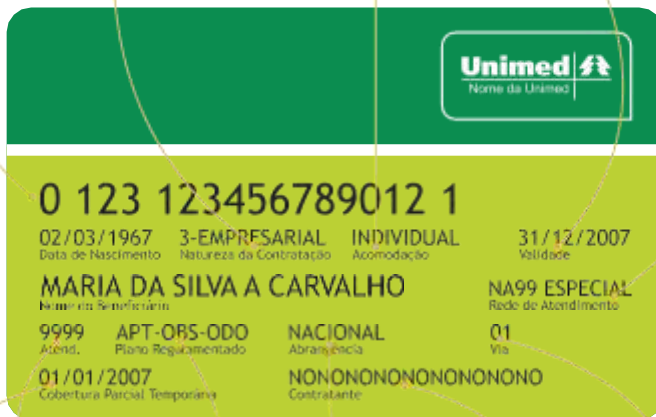 Unimed
Nome da Unimed
0 123 123456789012 1
02/03/1967 3-EMPRESARIAL INDIVIDUAL 31/12/2007
Data de Nascimento Natureza da Contratação Acomodação Validade
MARIA DA SILVA A CARVALHO NA99 ESPECIAL
Nome do Beneficiário Rede de Atendimento
9999 APT-OBS-ODO NACIONAL 01
Atend. Plano Regulamentado Abrangência Via
01/01/2007 NONONONONONONONONO
Cobertura Parcial Temporária Contratante